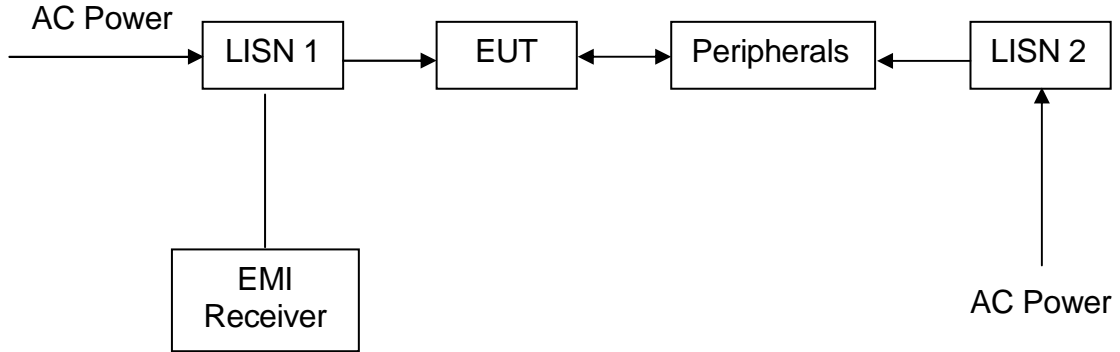 AC Power
LISN 1
EUT
Peripherals
LISN 2
EMI
Receiver
AC Power